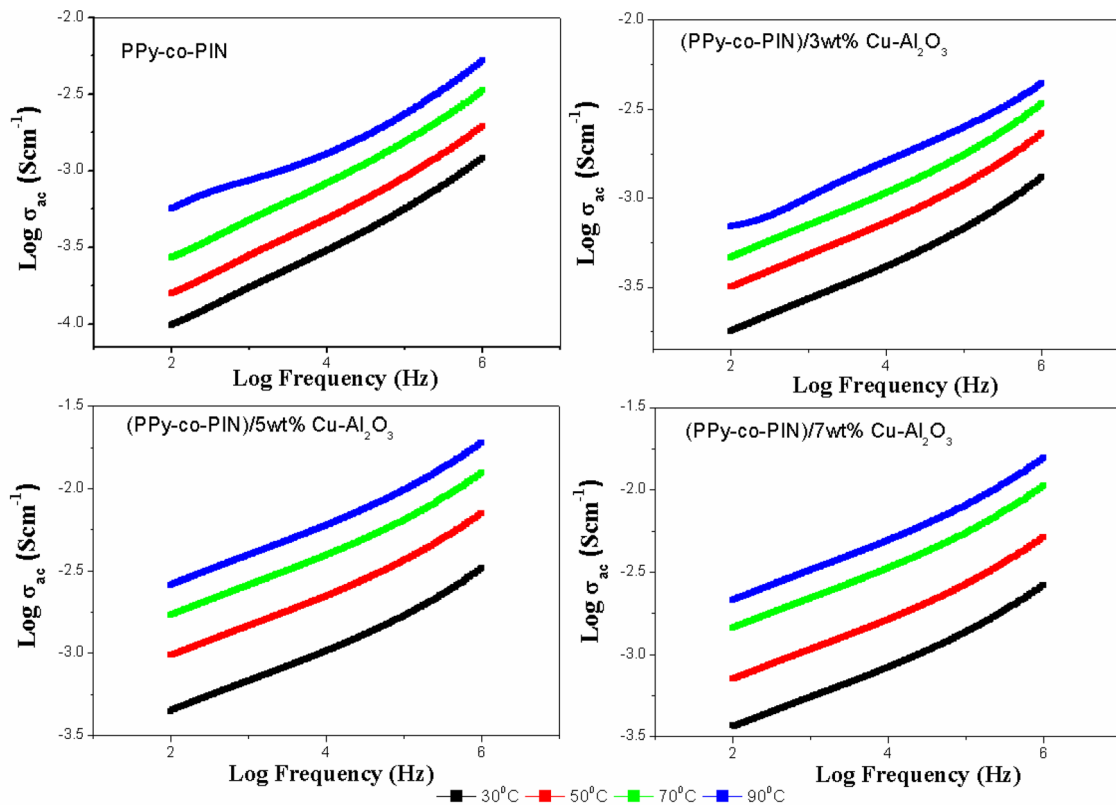 PPy-co-PIN
Log σac (Scm-1)
-2.0
-2.5
-3.0
-3.5
-4.0
2
4
6
Log Frequency (Hz)
(PPy-co-PIN)/3wt% Cu-Al2O3
Log σac (Scm-1)
-2.0
-2.5
-3.0
-3.5
2
4
6
Log Frequency (Hz)
(PPy-co-PIN)/5wt% Cu-Al2O3
Log σac (Scm-1)
-1.5
-2.0
-2.5
-3.0
-3.5
2
4
6
Log Frequency (Hz)
(PPy-co-PIN)/7wt% Cu-Al2O3
Log σac (Scm-1)
-1.5
-2.0
-2.5
-3.0
-3.5
2
4
6
Log Frequency (Hz)
30⁰C 50⁰C 70⁰C 90⁰C